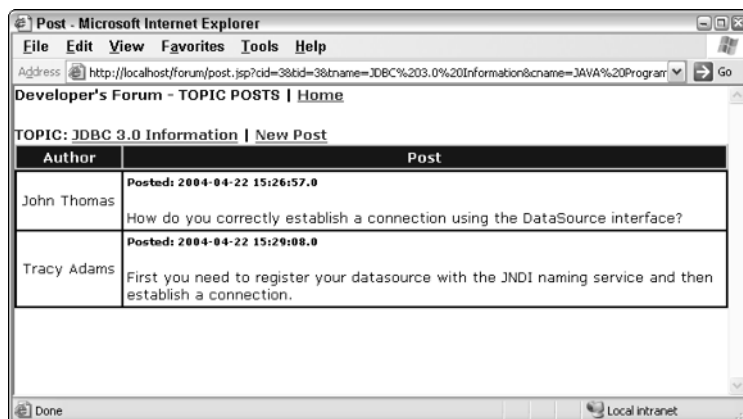 Post - Microsoft Internet Explorer
File Edit View Favorites Tools Help
Address http://localhost/forum/post.jsp?cid=3&tid=3&tname=JDBC%203.0%20Information&cname=JAVA%20Program Go
Developer's Forum - TOPIC POSTS | Home
TOPIC: JDBC 3.0 Information | New Post
Author Post
Posted: 2004-04-22 15:26:57.0
John Thomas
How do you correctly establish a connection using the DataSource interface?
Posted: 2004-04-22 15:29:08.0
Tracy Adams
First you need to register your datasource with the JNDI naming service and then
establish a connection.
Done Local intranet